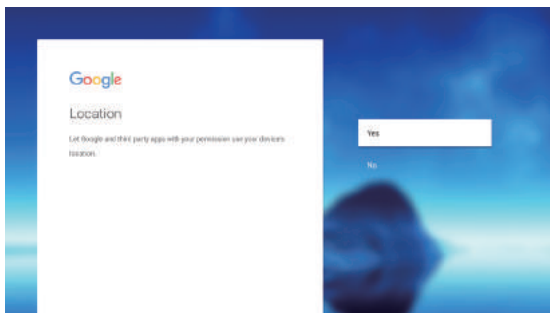 Google
Location
Let Google and third party apps with your permission use your device's
location.
Yes
No